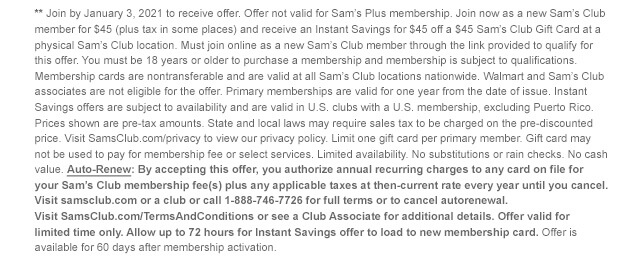 ** Join by January 3, 2021 to receive offer. Offer not valid for Sam's Plus membership. Join now as a new Sam's Club
member for $45 (plus tax in some places) and receive an Instant Savings for $45 off a $45 Sam's Club Gift Card at a
physical Sam's Club location. Must join online as a new Sam's Club member through the link provided to qualify for
this offer. You must be 18 years or older to purchase a membership and membership is subject to qualifications.
Membership cards are nontransferable and are valid at all Sam's Club locations nationwide. Walmart and Sam's Club
associates are not eligible for the offer. Primary memberships are valid for one year from the date of issue. Instant
Savings offers are subject to availability and are valid in U.S. clubs with a U.S. membership, excluding Puerto Rico.
Prices shown are pre-tax amounts. State and local laws may require sales tax to be charged on the pre-discounted
price. Visit SamsClub.com/privacy to view our privacy policy. Limit one gift card per primary member. Gift card may
not be used to pay for membership fee or select services. Limited availability. No substitutions or rain checks. No cash
value. Auto-Renew: By accepting this offer, you authorize annual recurring charges to any card on file for
your Sam's Club membership fee(s) plus any applicable taxes at then-current rate every year until you cancel.
Visit samsclub.com or a club or call 1-888-746-7726 for full terms or to cancel autorenewal.
Visit SamsClub.com/TermsAndConditions or see a Club Associate for additional details. Offer valid for
limited time only. Allow up to 72 hours for Instant Savings offer to load to new membership card. Offer is
available for 60 days after membership activation.